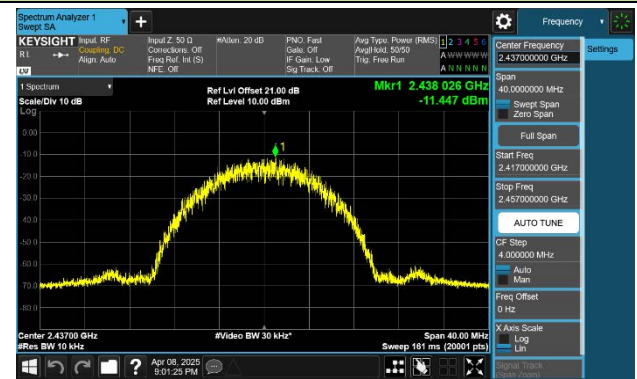 Spectrum Analyzer 1
Swept SA
Frequency
KEYSIGHT
Input: RF
Coupling: DC
Align: Auto
Input Z: 50 Ω
Corrections: Off
Freq Ref: Int (S)
NFE: Off
#Atten: 20 dB
PNO: Fast
Gate: Off
IF Gain: Low
Sig Track: Off
Avg Type: Power (RMS)
Avg|Hold: 50/50
Trig: Free Run
1 2 3 4 5 6
A W W W W W
A N N N N N
1 Spectrum
Scale/Div 10 dB
Ref Lvl Offset 21.00 dB
Ref Level 10.00 dBm
Mkr1 2.438 026 GHz
-11.447 dBm
Log
0.00
-10.0
-20.0
-30.0
-40.0
-50.0
-60.0
-70.0
-80.0
1
Center 2.43700 GHz
#Res BW 10 kHz
#Video BW 30 kHz*
Span 40.00 MHz
Sweep 161 ms (20001 pts)
Apr 08, 2025
9:01:25 PM
Center Frequency
2.437000000 GHz
Span
40.0000000 MHz
Swept Span
Zero Span
Full Span
Start Freq
2.417000000 GHz
Stop Freq
2.457000000 GHz
AUTO TUNE
CF Step
4.000000 MHz
Auto
Man
Freq Offset
0 Hz
X Axis Scale
Log
Lin
Signal Track
(Span Zoom)
Settings